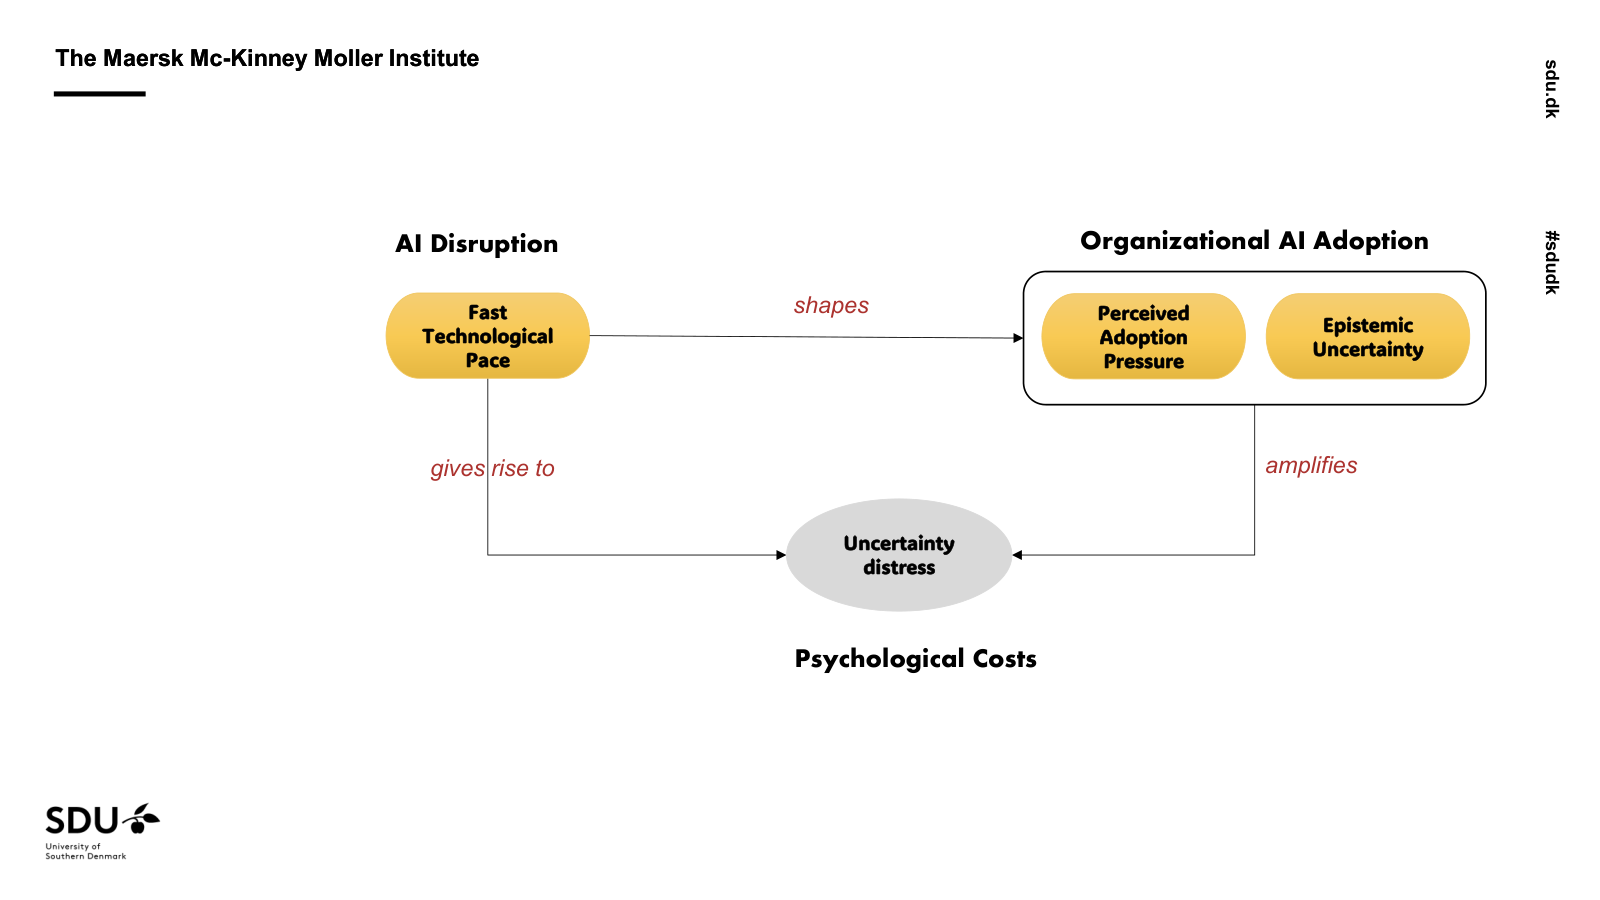 The Maersk Mc-Kinney Moller Institute
sdu.dk
#sdudk
AI Disruption
Organizational AI Adoption
Fast
Technological
Pace
shapes
Perceived
Adoption
Pressure
Epistemic
Uncertainty
gives rise to
amplifies
Uncertainty
distress
Psychological Costs
SDU
University of
Southern Denmark